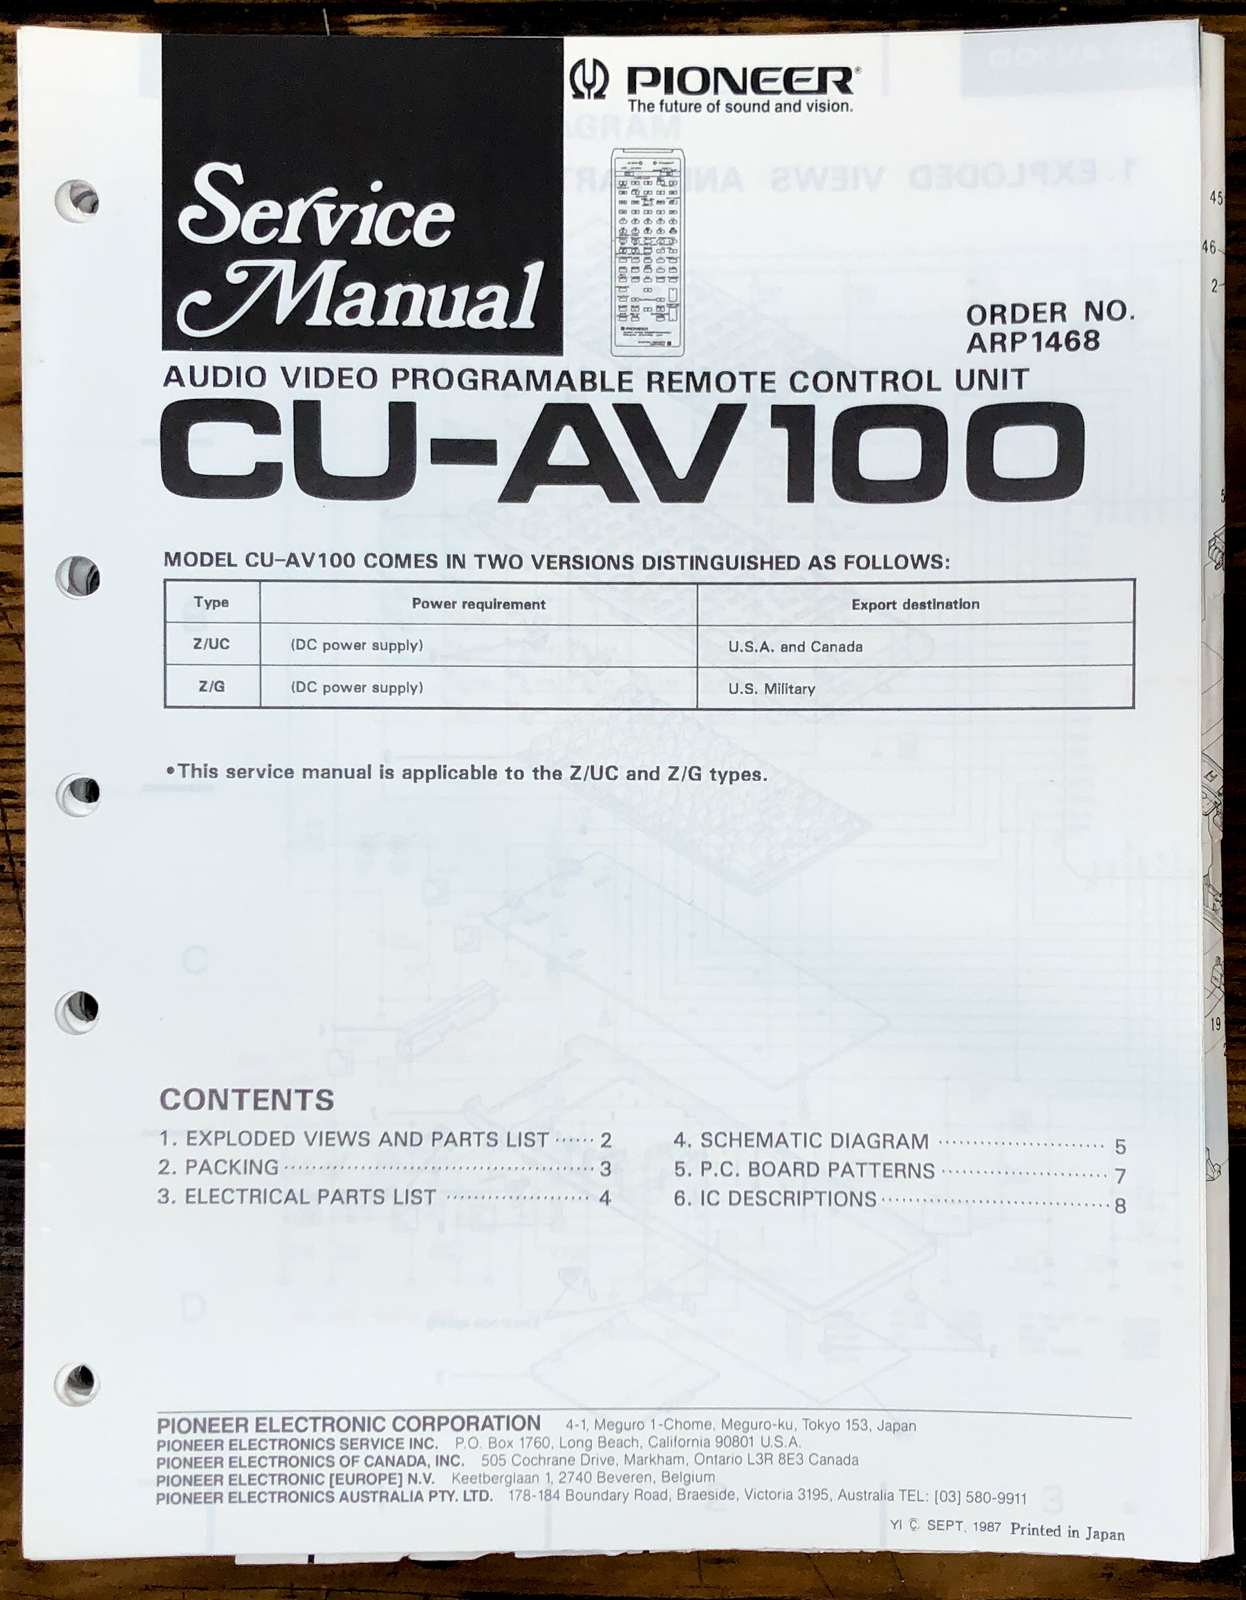 PIONEER®
The future of sound and vision.
Service
Manual
PIONEER
ORDER NO.
ARP1468
AUDIO VIDEO PROGRAMABLE REMOTE CONTROL UNIT
CU-AV100
MODEL CU-AV100 COMES IN TWO VERSIONS DISTINGUISHED AS FOLLOWS:
Type Power requirement Export destination
Z/UC (DC power supply) U.S.A. and Canada
Z/G (DC power supply) U.S. Military
•This service manual is applicable to the Z/UC and Z/G types.
CONTENTS
1. EXPLODED VIEWS AND PARTS LIST ...... 2
2. PACKING ...... 3
3. ELECTRICAL PARTS LIST ...... 4
4. SCHEMATIC DIAGRAM ...... 5
5. P.C. BOARD PATTERNS ...... 7
6. IC DESCRIPTIONS ...... 8
PIONEER ELECTRONIC CORPORATION 4-1, Meguro 1-Chome, Meguro-ku, Tokyo 153, Japan
PIONEER ELECTRONICS SERVICE INC. P.O. Box 1760, Long Beach, California 90801 U.S.A.
PIONEER ELECTRONICS OF CANADA, INC. 505 Cochrane Drive, Markham, Ontario L3R 8E3 Canada
PIONEER ELECTRONIC [EUROPE] N.V. Keetberglaan 1, 2740 Beveren, Belgium
PIONEER ELECTRONICS AUSTRALIA PTY. LTD. 178-184 Boundary Road, Braeside, Victoria 3195, Australia TEL: [03] 580-9911
YI © SEPT. 1987 Printed in Japan
45
46
2
5
19